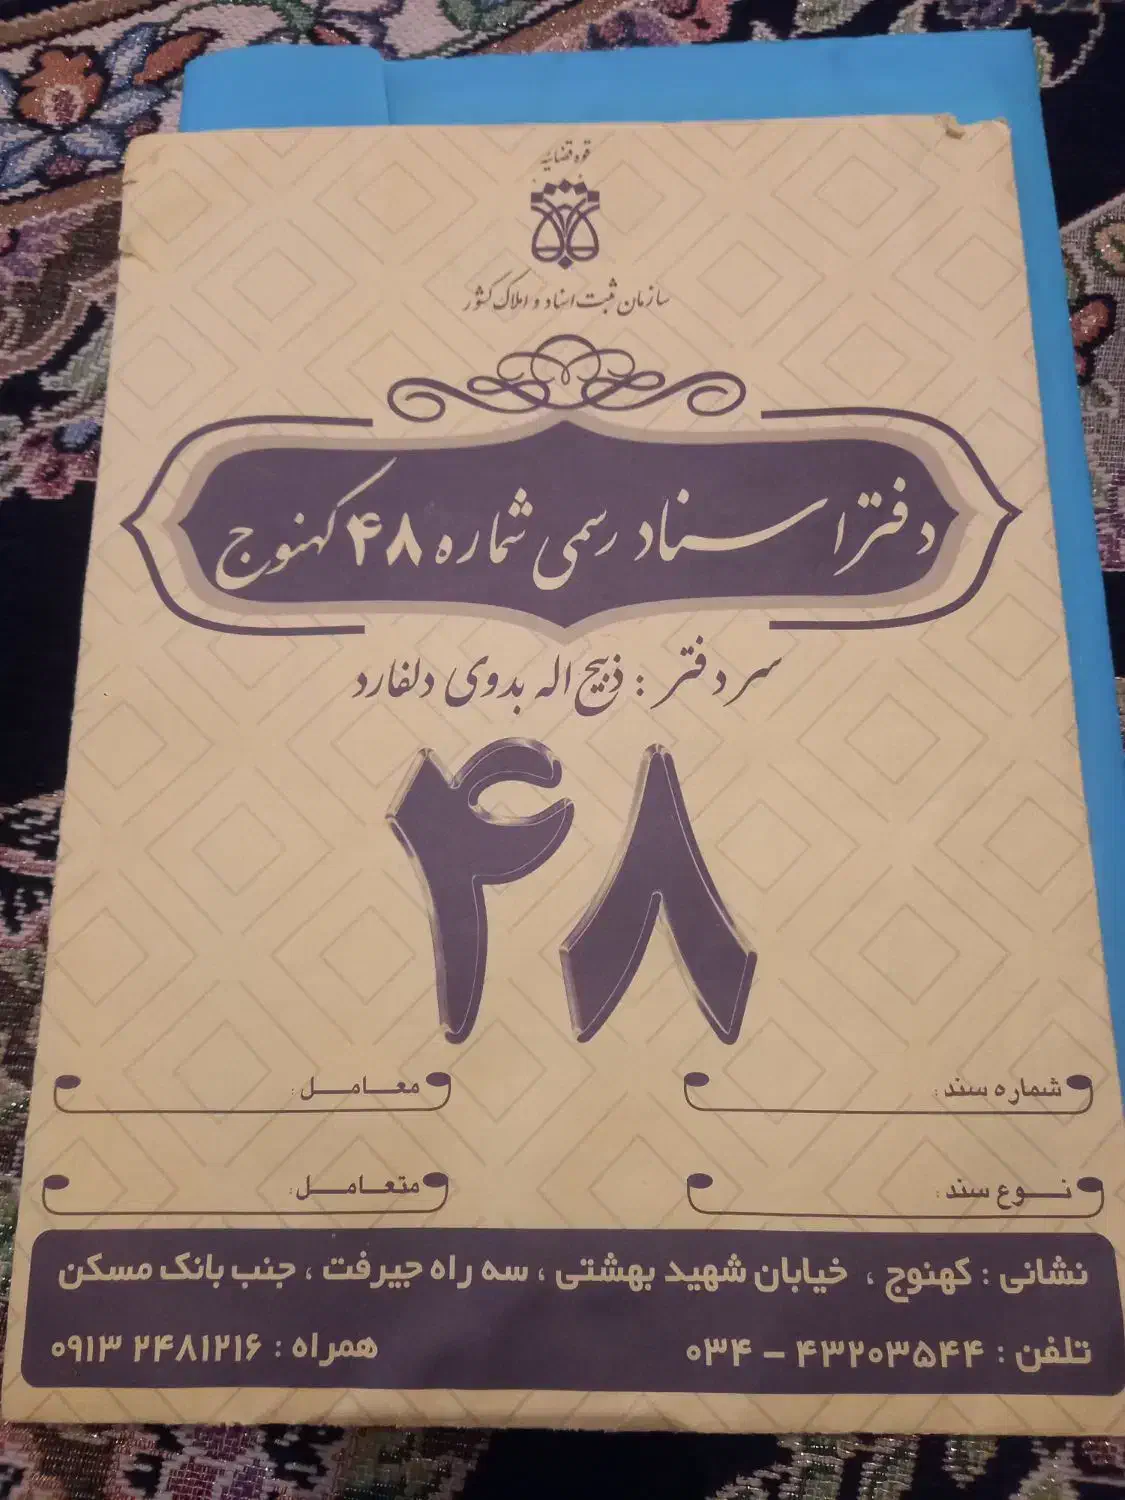 قوه قضائیه
سازمان ثبت اسناد و املاک کشور
دفتر اسناد رسمی شماره ۴۸ کهنوج
سردفتر : ذبیح اله بدوی دلفارد
۴۸
شماره سند: معامل:
نوع سند: متعامل:
نشانی : کهنوج ، خیابان شهید بهشتی ، سه راه جیرفت ، جنب بانک مسکن
تلفن : ۴۳۲۰۳۵۴۴ - ۰۳۴ همراه : ۲۴۸۱۲۱۶ ۰۹۱۳